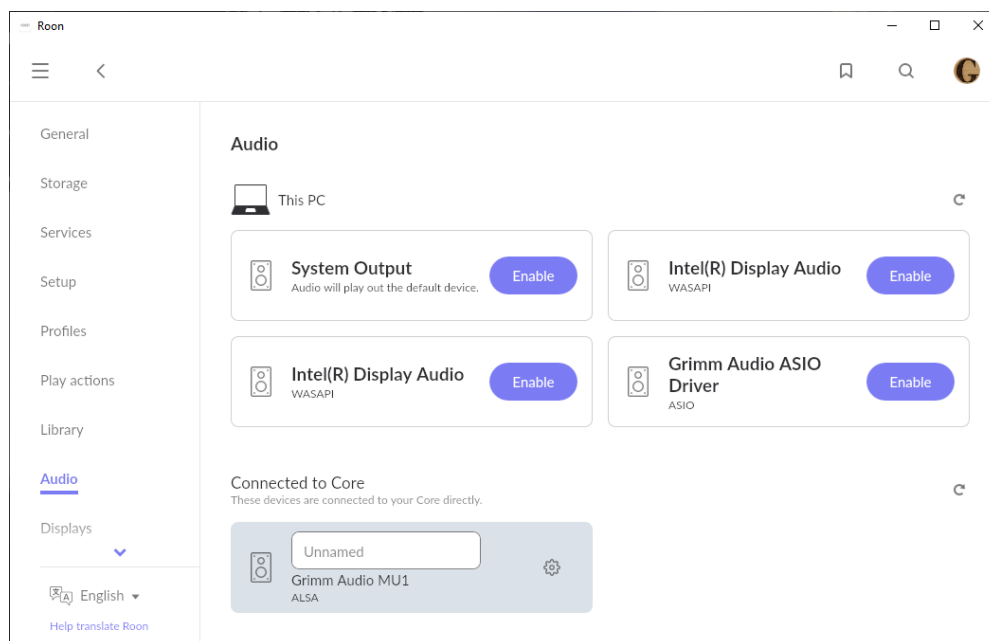 Roon
General
Storage
Services
Setup
Profiles
Play actions
Library
Audio
Displays
English
Help translate Roon
Audio
This PC
System Output
Audio will play out the default device.
Enable
Intel(R) Display Audio
WASAPI
Enable
Intel(R) Display Audio
WASAPI
Enable
Grimm Audio ASIO
Driver
ASIO
Enable
Connected to Core
These devices are connected to your Core directly.
Unnamed
Grimm Audio MU1
ALSA